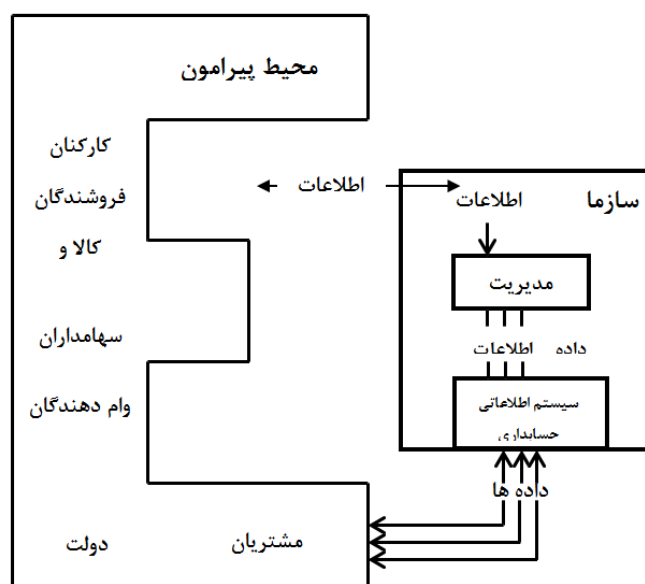 محیط پیرامون
کارکنان
فروشندگان
کالا و
سهامداران
وام دهندگان
دولت
مشتریان
اطلاعات
سازما
اطلاعات
مدیریت
داده
اطلاعات
سیستم اطلاعاتی
حسابداری
داده ها